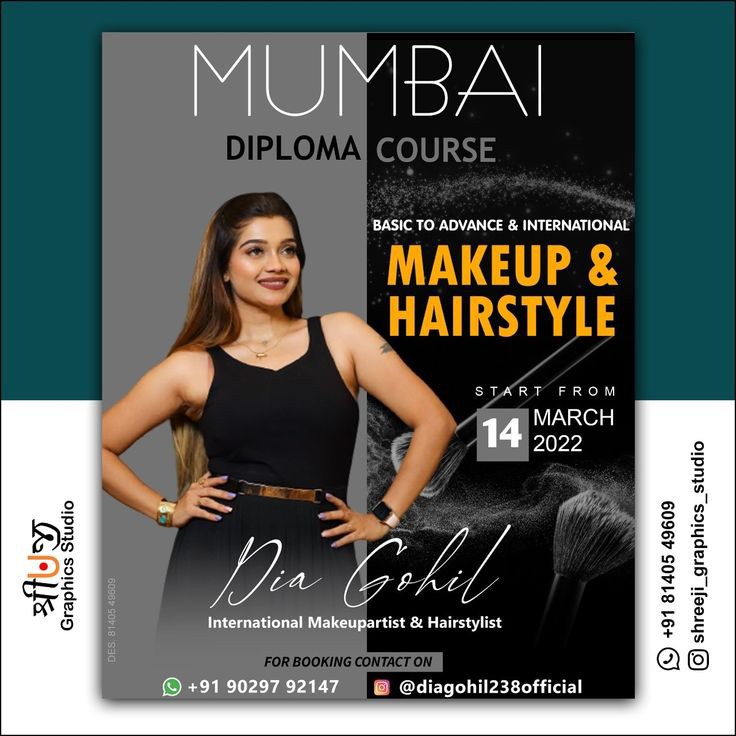 MUMBAI
DIPLOMA COURSE
BASIC TO ADVANCE & INTERNATIONAL
MAKEUP &
HAIRSTYLE
START FROM
14 MARCH
2022
Dia Gohil
International Makeupartist & Hairstylist
FOR BOOKING CONTACT ON
+91 90297 92147 @diagohil238official
DES. 81405 49609
श्रीજી
Graphics Studio
+91 81405 49609
shreeji_graphics_studio